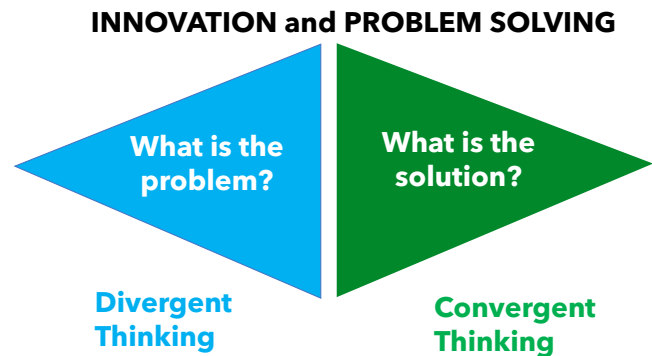 INNOVATION and PROBLEM SOLVING
What is the
problem?
What is the
solution?
Divergent
Thinking
Convergent
Thinking